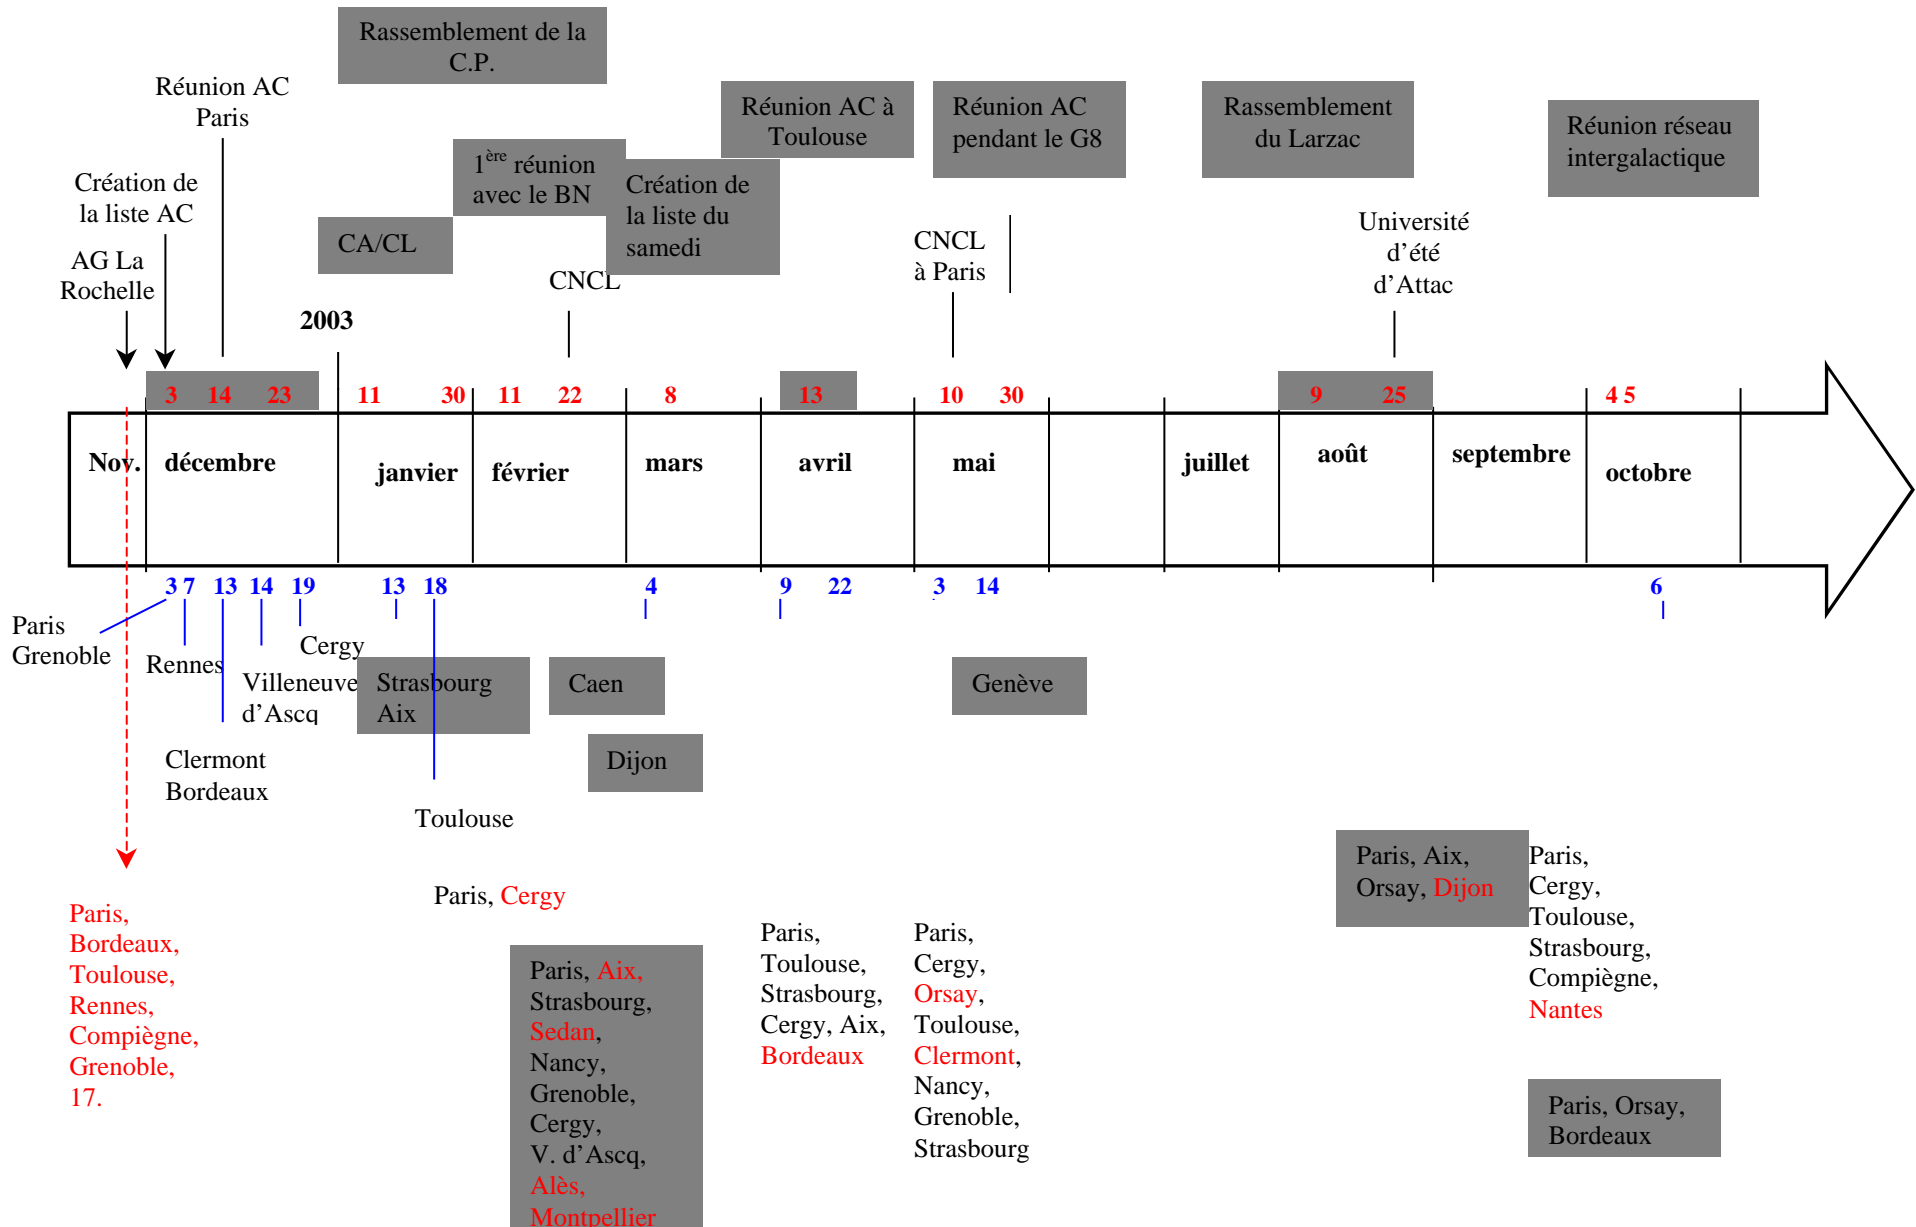 Rassemblement de la
C.P.
Réunion AC
Paris
Réunion AC à
Toulouse
Réunion AC
pendant le G8
Rassemblement
du Larzac
Réunion réseau
intergalactique
1ère réunion
avec le BN
Création de
la liste AC
Création de
la liste du
samedi
CA/CL
AG La
Rochelle
CNCL
CNCL
à Paris
Université
d'été
d'Attac
2003
3 14 23 11 30 11 22 8 13 10 30 9 25 4 5
Nov. décembre janvier février mars avril mai juillet août septembre octobre
3 7 13 14 19 13 18 4 9 22 3 14 6
Paris
Grenoble
Rennes
Cergy
Villeneuve
d'Ascq
Strasbourg
Aix
Caen
Genève
Dijon
Clermont
Bordeaux
Toulouse
Paris, Cergy
Paris,
Bordeaux,
Toulouse,
Rennes,
Compiègne,
Grenoble,
17.
Paris, Aix,
Strasbourg,
Sedan,
Nancy,
Grenoble,
Cergy,
V. d'Ascq,
Alès,
Montpellier
Paris,
Toulouse,
Strasbourg,
Cergy, Aix,
Bordeaux
Paris,
Cergy,
Orsay,
Toulouse,
Clermont,
Nancy,
Grenoble,
Strasbourg
Paris, Aix,
Orsay, Dijon
Paris,
Cergy,
Toulouse,
Strasbourg,
Compiègne,
Nantes
Paris, Orsay,
Bordeaux